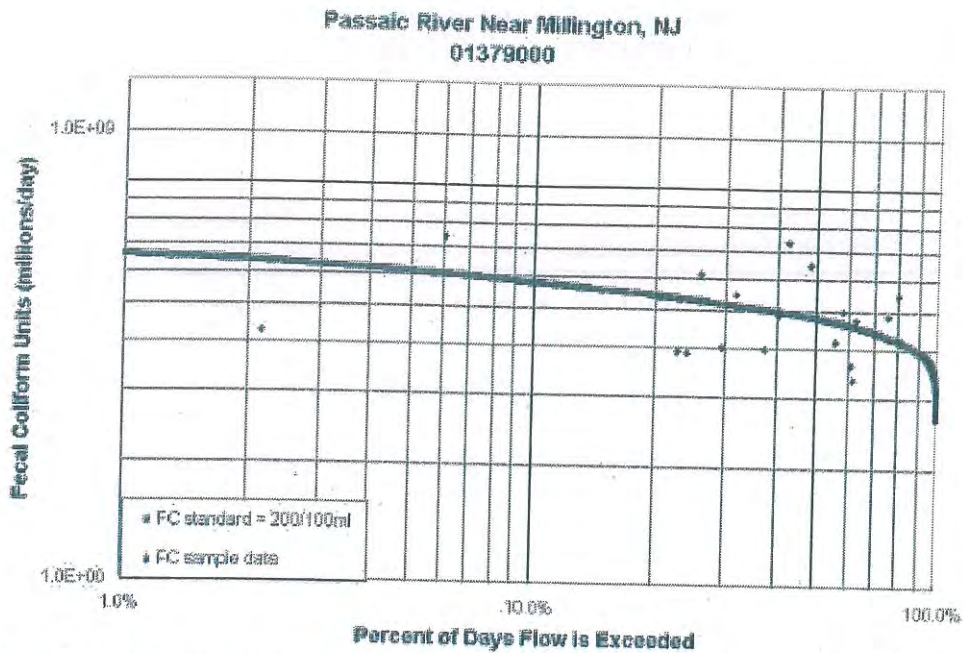 Passaic River Near Millington, NJ
01379000
1.0E+09
Fecal Coliform Units (millions/day)
FC standard = 200/100ml
FC sample data
1.0E+00
1.0%
10.0%
100.0%
Percent of Days Flow is Exceeded